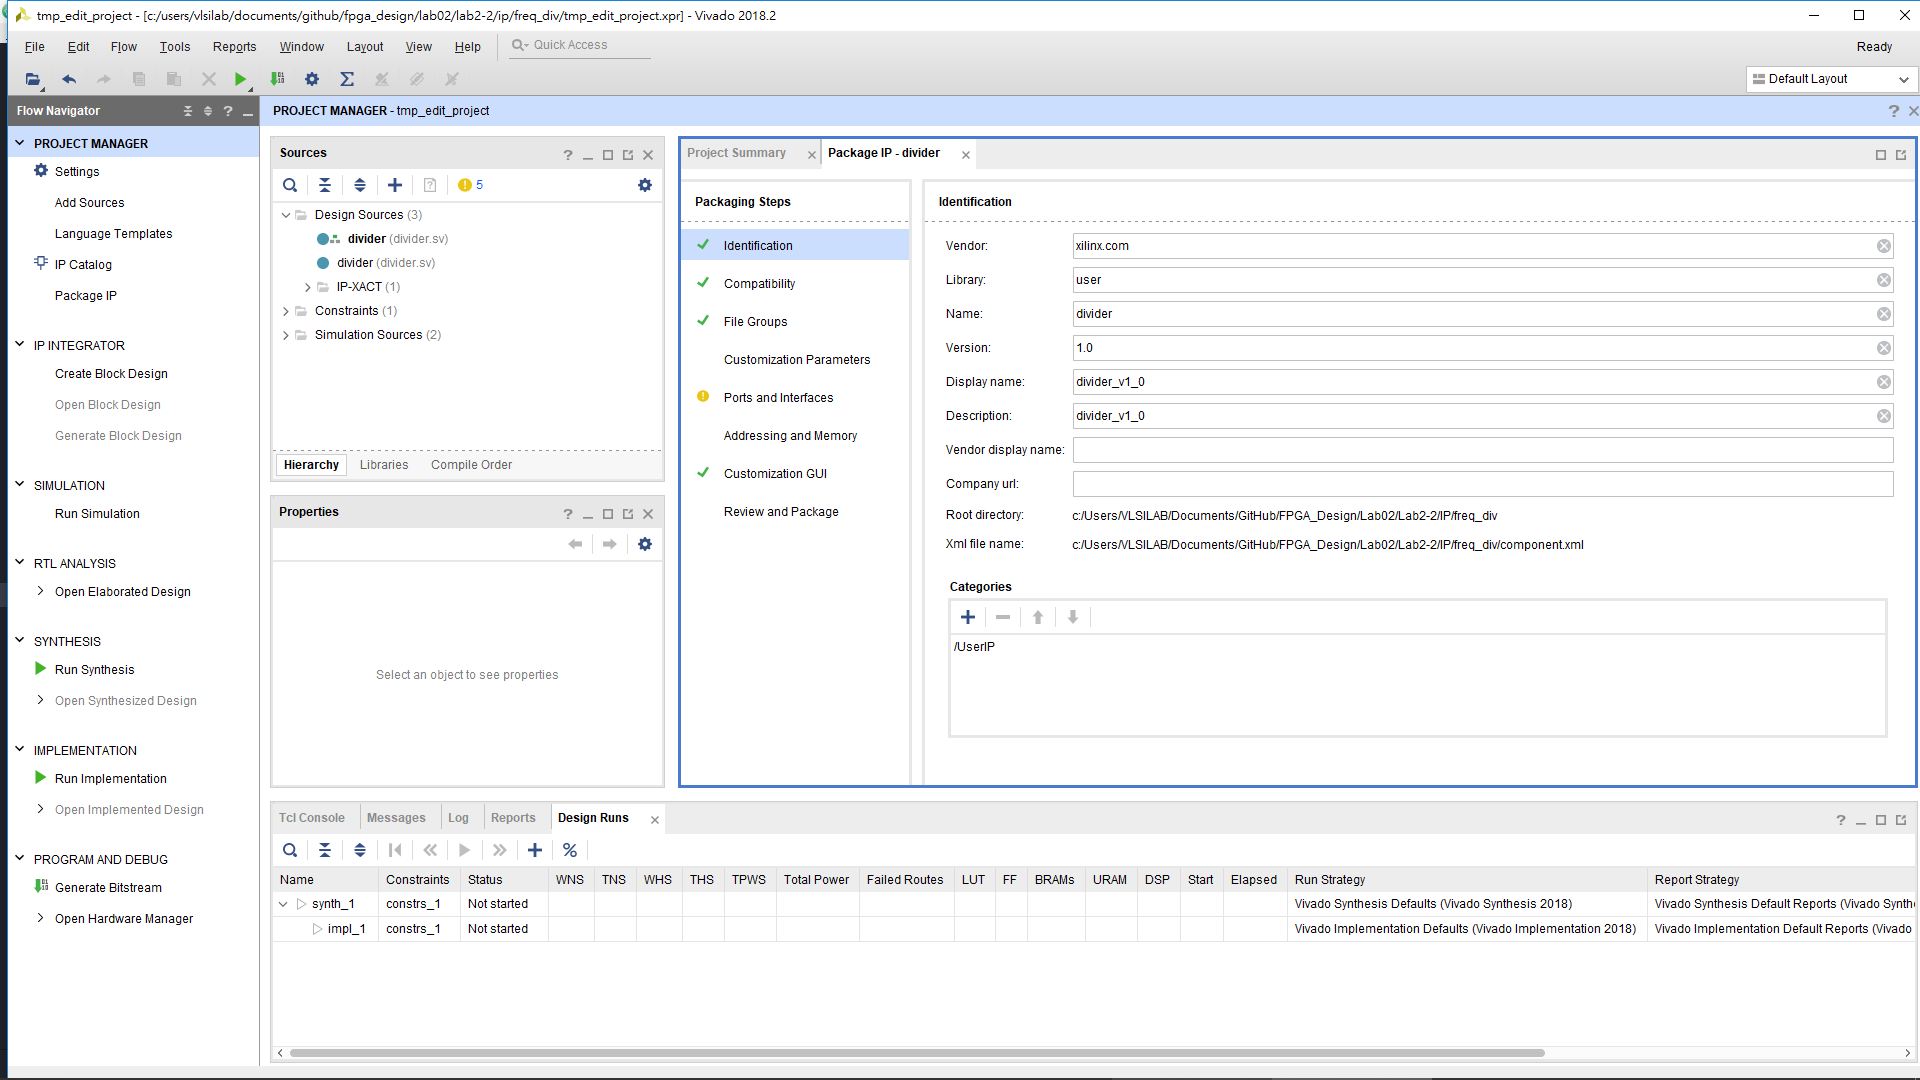 tmp_edit_project - [c:/users/vlsilab/documents/github/fpga_design/lab02/lab2-2/ip/freq_div/tmp_edit_project.xpr] - Vivado 2018.2
File Edit Flow Tools Reports Window Layout View Help Quick Access
Ready
Default Layout
Flow Navigator
PROJECT MANAGER
Settings
Add Sources
Language Templates
IP Catalog
Package IP
IP INTEGRATOR
Create Block Design
Open Block Design
Generate Block Design
SIMULATION
Run Simulation
RTL ANALYSIS
Open Elaborated Design
SYNTHESIS
Run Synthesis
Open Synthesized Design
IMPLEMENTATION
Run Implementation
Open Implemented Design
PROGRAM AND DEBUG
Generate Bitstream
Open Hardware Manager
PROJECT MANAGER - tmp_edit_project
Sources
5
Design Sources (3)
divider (divider.sv)
divider (divider.sv)
IP-XACT (1)
Constraints (1)
Simulation Sources (2)
Hierarchy Libraries Compile Order
Properties
Select an object to see properties
Project Summary Package IP - divider
Packaging Steps
Identification
Compatibility
File Groups
Customization Parameters
Ports and Interfaces
Addressing and Memory
Customization GUI
Review and Package
Identification
Vendor: xilinx.com
Library: user
Name: divider
Version: 1.0
Display name: divider_v1_0
Description: divider_v1_0
Vendor display name:
Company url:
Root directory: c:/Users/VLSILAB/Documents/GitHub/FPGA_Design/Lab02/Lab2-2/IP/freq_div
Xml file name: c:/Users/VLSILAB/Documents/GitHub/FPGA_Design/Lab02/Lab2-2/IP/freq_div/component.xml
Categories
/UserIP
Tcl Console Messages Log Reports Design Runs
Name Constraints Status WNS TNS WHS THS TPWS Total Power Failed Routes LUT FF BRAMs URAM DSP Start Elapsed Run Strategy Report Strategy
synth_1 constrs_1 Not started Vivado Synthesis Defaults (Vivado Synthesis 2018) Vivado Synthesis Default Reports (Vivado Synthe
impl_1 constrs_1 Not started Vivado Implementation Defaults (Vivado Implementation 2018) Vivado Implementation Default Reports (Vivado